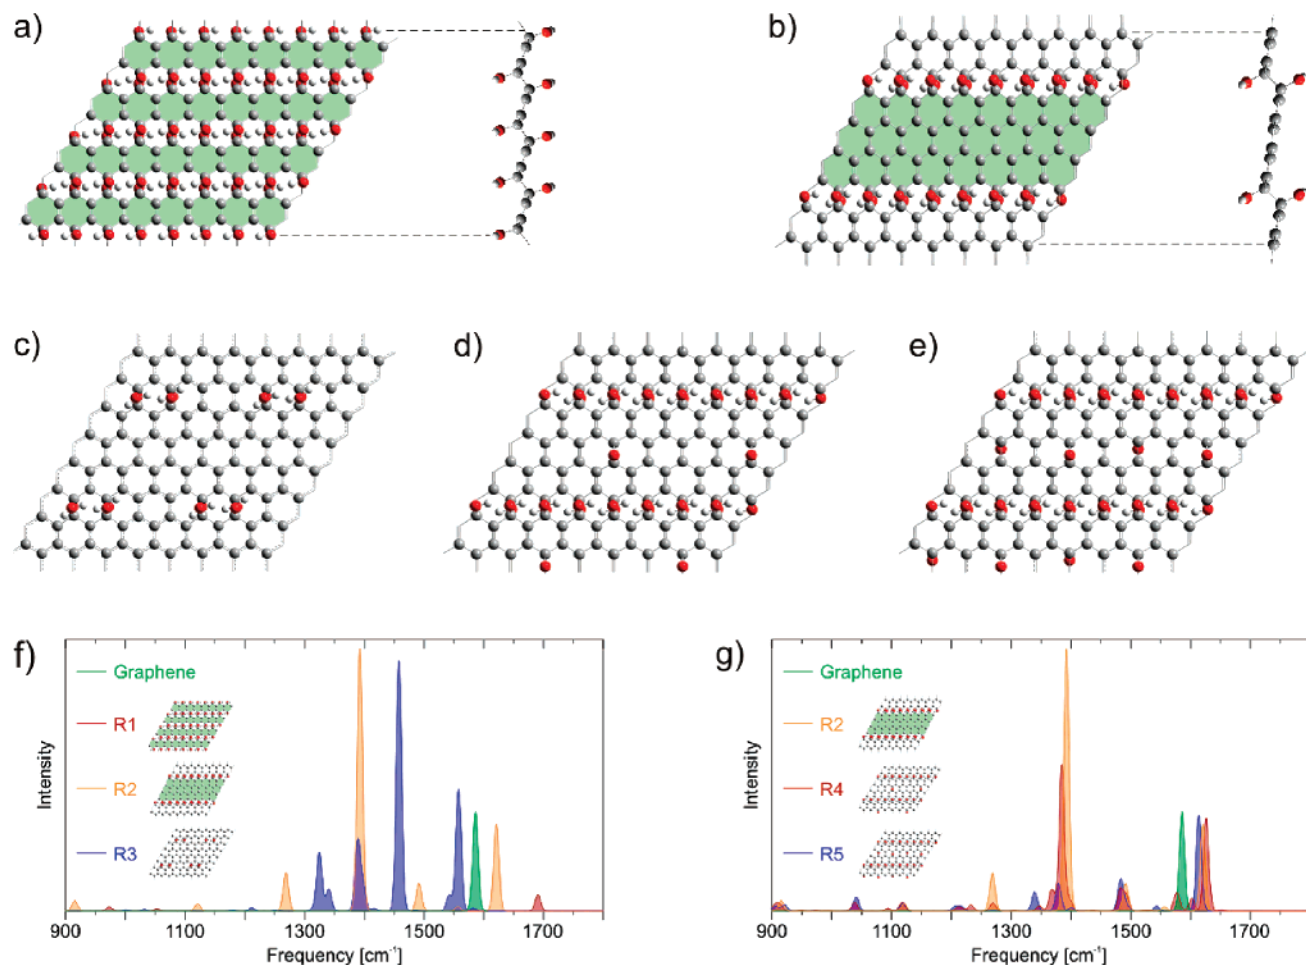 a)
b)
c)
d)
e)
f)
Graphene
R1
R2
R3
Intensity
900
1100
1300
1500
1700
Frequency [cm⁻¹]
g)
Graphene
R2
R4
R5
Intensity
900
1100
1300
1500
1700
Frequency [cm⁻¹]